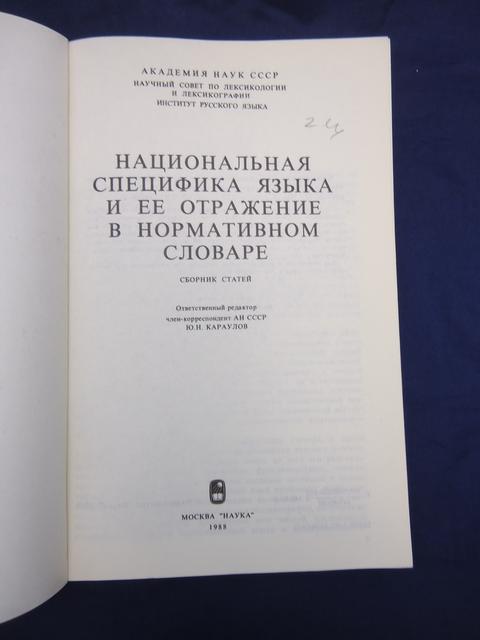 АКАДЕМИЯ НАУК СССР
НАУЧНЫЙ СОВЕТ ПО ЛЕКСИКОЛОГИИ
И ЛЕКСИКОГРАФИИ
ИНСТИТУТ РУССКОГО ЯЗЫКА
НАЦИОНАЛЬНАЯ
СПЕЦИФИКА ЯЗЫКА
И ЕЕ ОТРАЖЕНИЕ
В НОРМАТИВНОМ
СЛОВАРЕ
СБОРНИК СТАТЕЙ
Ответственный редактор
член-корреспондент АН СССР
Ю.Н. КАРАУЛОВ
МОСКВА "НАУКА"
1988